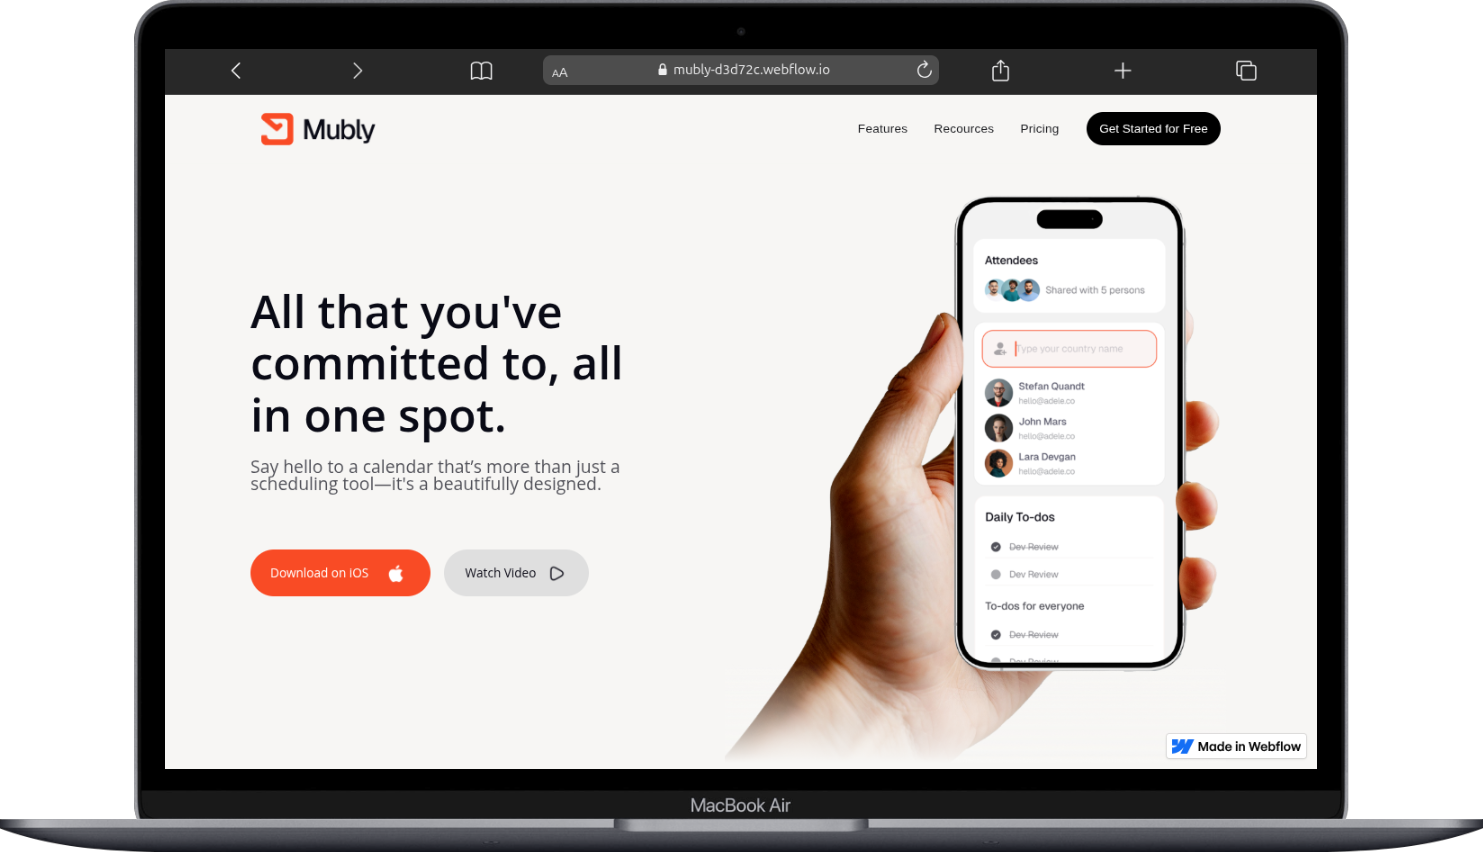 AA
mubly-d3d72c.webflow.io
Mubly
Features
Recources
Pricing
Get Started for Free
All that you've
committed to, all
in one spot.
Say hello to a calendar that’s more than just a
scheduling tool—it's a beautifully designed.
Download on iOS
Watch Video
Attendees
Shared with 5 persons
Type your country name
Stefan Quandt
hello@adele.co
John Mars
hello@adele.co
Lara Devgan
hello@adele.co
Daily To-dos
Dev Review
Dev Review
To-dos for everyone
Dev Review
Dev Review
Made in Webflow
MacBook Air